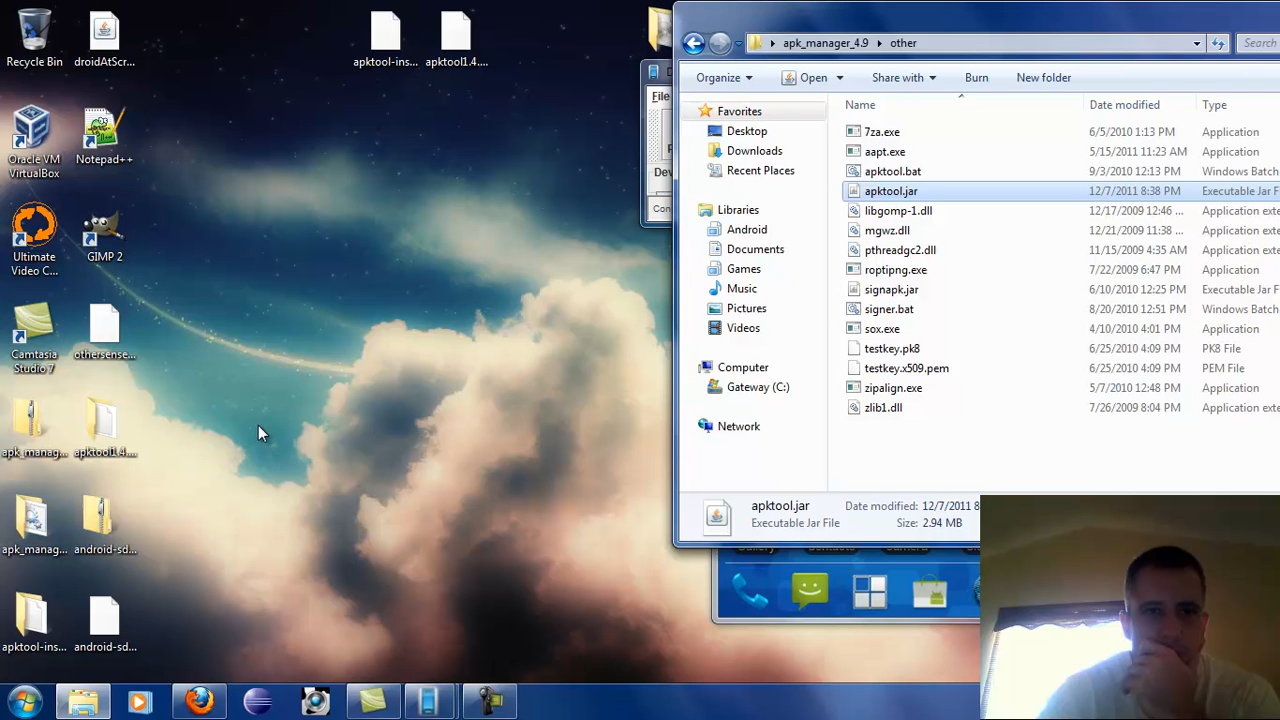 Recycle Bin
droidAtScr...
apktool-ins...
apktool1.4....
Oracle VM
VirtualBox
Notepad++
Ultimate
Video C...
GIMP 2
Camtasia
Studio 7
othersense...
apk_manag...
apktool1.4....
apk_manag...
android-sd...
apktool-ins...
android-sd...
File
Dev
Con
apk_manager_4.9
other
Search
Organize
Open
Share with
Burn
New folder
Favorites
Desktop
Downloads
Recent Places
Libraries
Android
Documents
Games
Music
Pictures
Videos
Computer
Gateway (C:)
Network
Name Date modified Type
7za.exe 6/5/2010 1:13 PM Application
aapt.exe 5/15/2011 11:23 AM Application
apktool.bat 9/3/2010 12:13 PM Windows Batch
apktool.jar 12/7/2011 8:38 PM Executable Jar F
libgomp-1.dll 12/17/2009 12:46 ... Application exte
mgwz.dll 12/21/2009 11:38 ... Application exte
pthreadgc2.dll 11/15/2009 4:35 AM Application exte
roptipng.exe 7/22/2009 6:47 PM Application
signapk.jar 6/10/2010 12:25 PM Executable Jar F
signer.bat 8/20/2010 12:51 PM Windows Batch
sox.exe 4/10/2010 4:01 PM Application
testkey.pk8 6/25/2010 4:09 PM PK8 File
testkey.x509.pem 6/25/2010 4:09 PM PEM File
zipalign.exe 5/7/2010 12:48 PM Application
zlib1.dll 7/26/2009 8:04 PM Application exte
apktool.jar Date modified: 12/7/2011 8
Executable Jar File Size: 2.94 MB